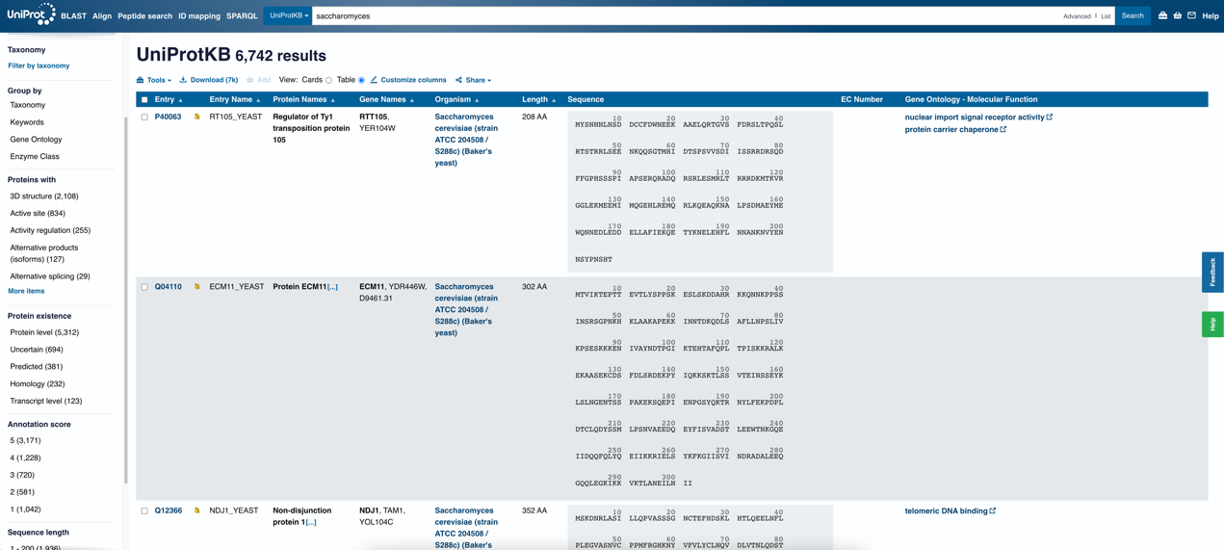 UniProt BLAST Align Peptide search ID mapping SPARQL UniProtKB saccharomyces Advanced | List Search Help
Taxonomy
Filter by taxonomy
Group by
Taxonomy
Keywords
Gene Ontology
Enzyme Class
Proteins with
3D structure (2,108)
Active site (834)
Activity regulation (255)
Alternative products
(isoforms) (127)
Alternative splicing (29)
More items
Protein existence
Protein level (5,312)
Uncertain (694)
Predicted (381)
Homology (232)
Transcript level (123)
Annotation score
5 (3,171)
4 (1,228)
3 (720)
2 (581)
1 (1,042)
Sequence length
1 - 200 (1,936)
UniProtKB 6,742 results
Tools Download (7k) Add View: Cards Table Customize columns Share
Entry Entry Name Protein Names Gene Names Organism Length Sequence EC Number Gene Ontology - Molecular Function
P40063 RT105_YEAST
Regulator of Ty1
transposition protein
105
RTT105,
YER104W
Saccharomyces
cerevisiae (strain
ATCC 204508 /
S288c) (Baker's
yeast)
208 AA
10 20 30 40
MYSNHNLNSD DCCFDWNEEK AAELQRTGVS FDRSLTPQSL
50 60 70 80
RTSTRRLSEE NKQQSGTMHI DTSPSVVSDI ISSRRDRSQD
90 100 110 120
FFGPHSSSPI APSERQRADQ RSRLESMRLT RRRDKMTKVR
130 140 150 160
GGLEKMEEMI MQGEHLREMQ RLKQEAQKNA LPSDMAEYME
170 180 190 200
WQNNEDLEDD ELLAFIEKQE TYKNELEHFL NNANKNVYEN
NSYPNSHT
nuclear import signal receptor activity
protein carrier chaperone
Q04110 ECM11_YEAST Protein ECM11[...]
ECM11, YDR446W,
D9461.31
Saccharomyces
cerevisiae (strain
ATCC 204508 /
S288c) (Baker's
yeast)
302 AA
10 20 30 40
MTVIKTEPTT EVTLYSPPSK ESLSKDDAHR KKQNNKPPSS
50 60 70 80
INSRSGPNKH KLAAKAPEKK INNTDKQDLS AFLLNPSLIV
90 100 110 120
KPSESKKKEN IVAYNDTPGI KTEHTAFQPL TPISKKRALK
130 140 150 160
EKAASEKCDS FDLSRDEKPY IQKKSKTLSS VTEINSSEYK
170 180 190 200
LSLNGENTSS PAKEKSQEPI ENPGSYQKTR NYLFEKPDPL
210 220 230 240
DTCLQDYSSM LPSNVAEEDQ EYFISVADST LEEWTNKGQE
250 260 270 280
IIDQQFQLYQ EIIKKRIELS YKFKGIISVI NDRADALEEQ
290 300
GQQLEGKIKK VKTLANEILN II
Q12366 NDJ1_YEAST
Non-disjunction
protein 1[...]
NDJ1, TAM1,
YOL104C
Saccharomyces
cerevisiae (strain
ATCC 204508 /
S288c) (Baker's
352 AA
10 20 30 40
MSKDNRLASI LLQPVASSSG NCTEFHDSKL HTLQEELNFL
50 60 70 80
PLEGVASNVC PPMFRGHKNY VFVLYCLNQV DLVTNLQDST
telomeric DNA binding
Feedback
Help